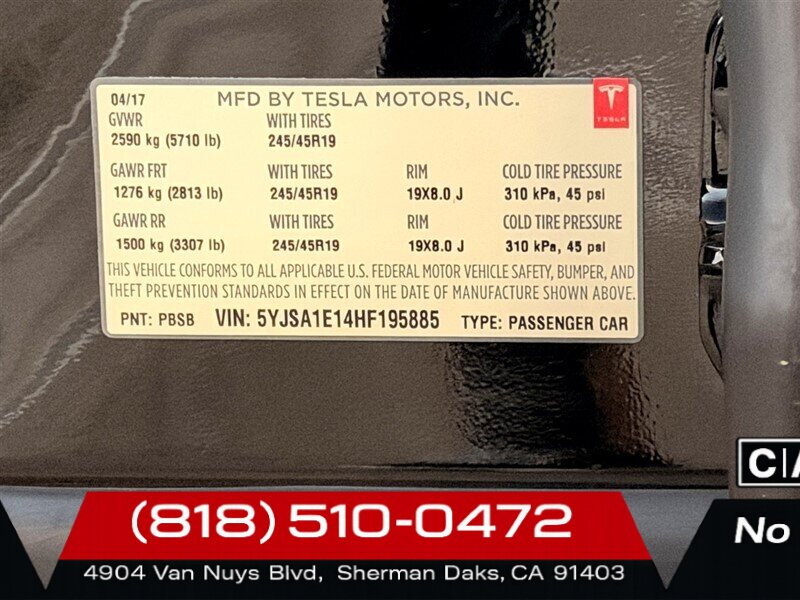 04/17 MFD BY TESLA MOTORS, INC.
TESLA
GVWR WITH TIRES
2590 kg (5710 lb) 245/45R19
GAWR FRT WITH TIRES RIM COLD TIRE PRESSURE
1276 kg (2813 lb) 245/45R19 19X8.0 J 310 kPa, 45 psi
GAWR RR WITH TIRES RIM COLD TIRE PRESSURE
1500 kg (3307 lb) 245/45R19 19X8.0 J 310 kPa, 45 psi
THIS VEHICLE CONFORMS TO ALL APPLICABLE U.S. FEDERAL MOTOR VEHICLE SAFETY, BUMPER, AND
THEFT PREVENTION STANDARDS IN EFFECT ON THE DATE OF MANUFACTURE SHOWN ABOVE.
PNT: PBSB VIN: 5YJSA1E14HF195885 TYPE: PASSENGER CAR
(818) 510-0472
4904 Van Nuys Blvd, Sherman Daks, CA 91403
No